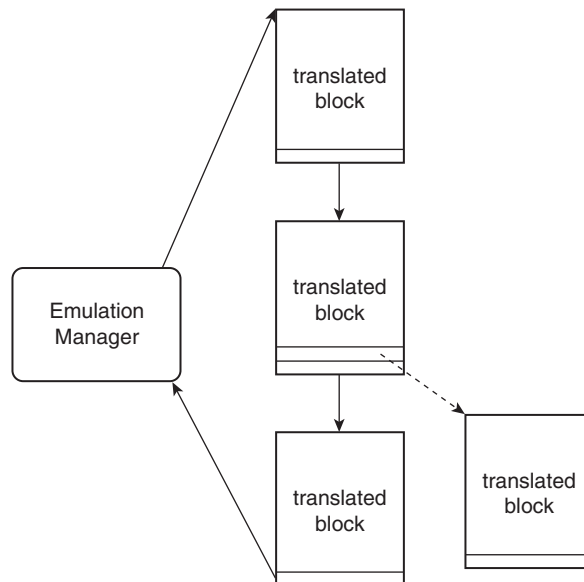 translated
block
translated
block
Emulation
Manager
translated
block
translated
block